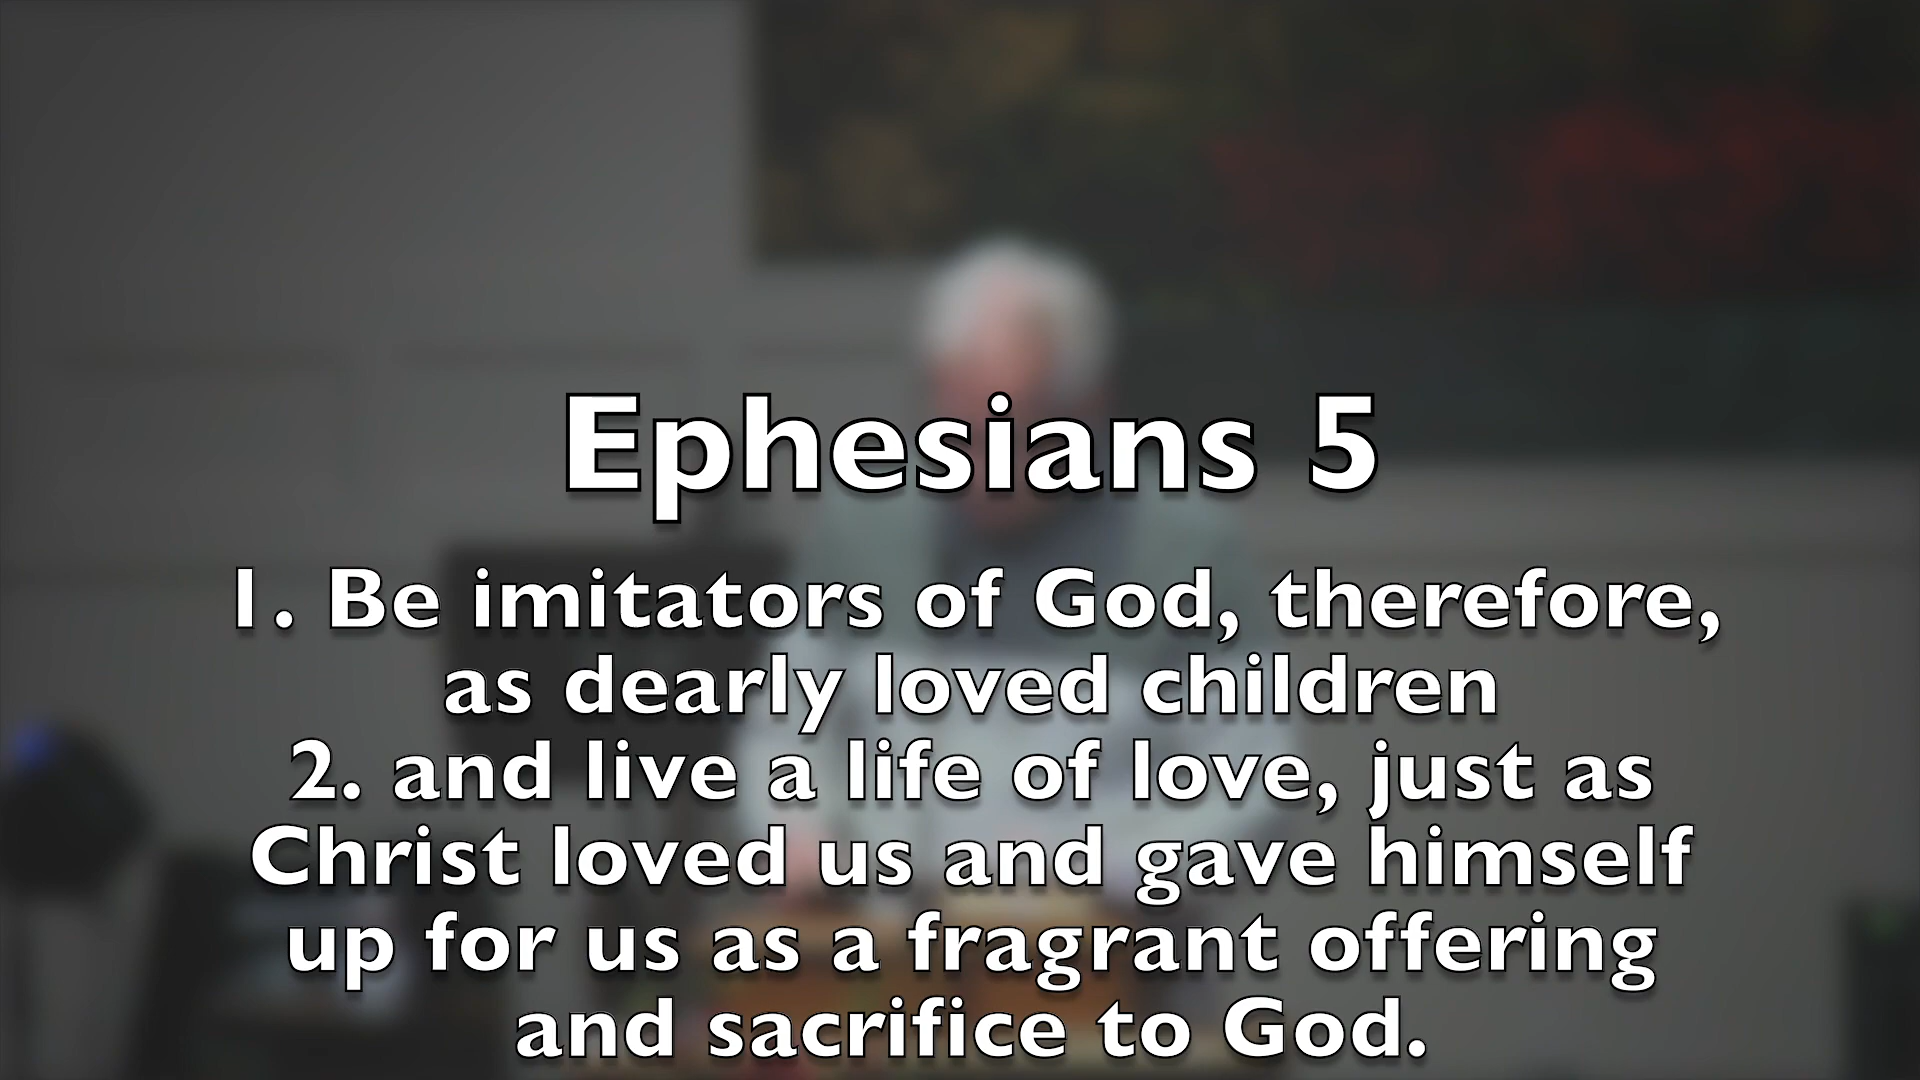 Ephesians 5
1. Be imitators of God, therefore,
as dearly loved children
2. and live a life of love, just as
Christ loved us and gave himself
up for us as a fragrant offering
and sacrifice to God.